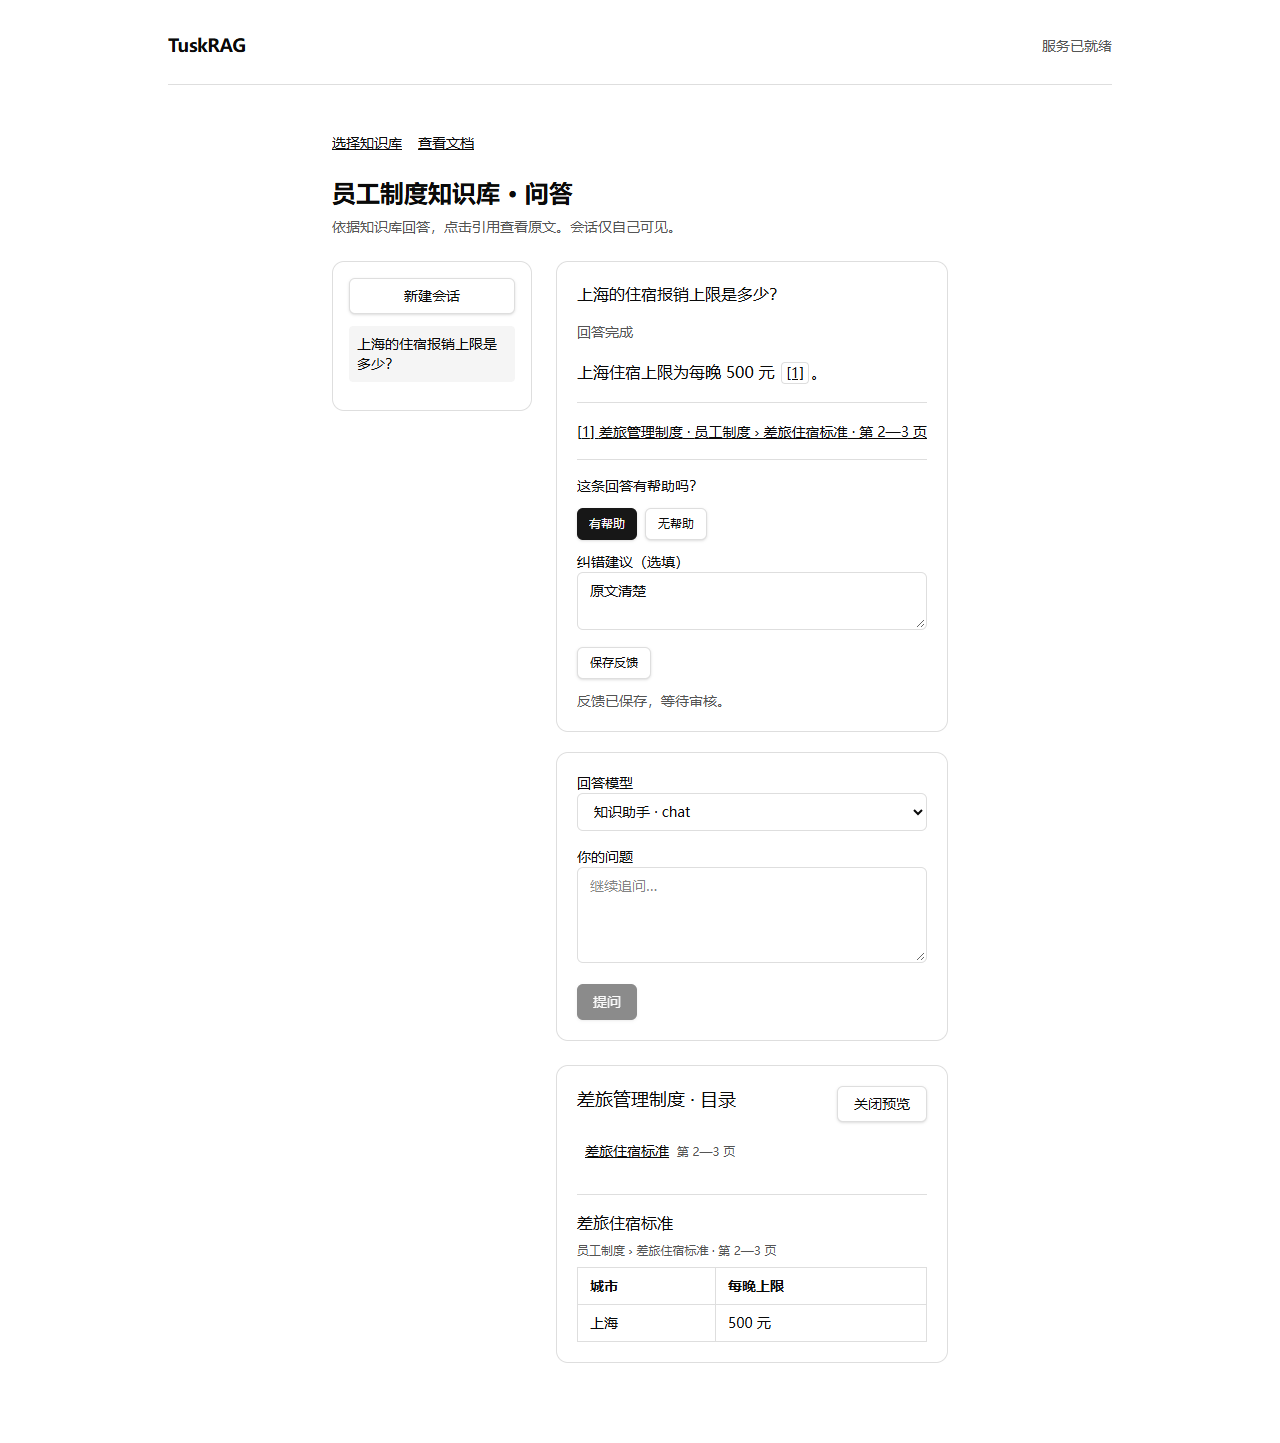 TuskRAG
服务已就绪
选择知识库 查看文档
员工制度知识库·问答
依据知识库回答，点击引用查看原文。会话仅自己可见。
新建会话
上海的住宿报销上限是
多少？
上海的住宿报销上限是多少？
回答完成
上海住宿上限为每晚 500 元 [1] 。
[1] 差旅管理制度 · 员工制度 › 差旅住宿标准 · 第 2—3 页
这条回答有帮助吗？
有帮助 无帮助
纠错建议（选填）
原文清楚
保存反馈
反馈已保存，等待审核。
回答模型
知识助手 · chat
你的问题
继续追问...
提问
差旅管理制度 · 目录
关闭预览
差旅住宿标准 第 2—3 页
差旅住宿标准
员工制度 › 差旅住宿标准 · 第 2—3 页
城市 每晚上限
上海 500 元